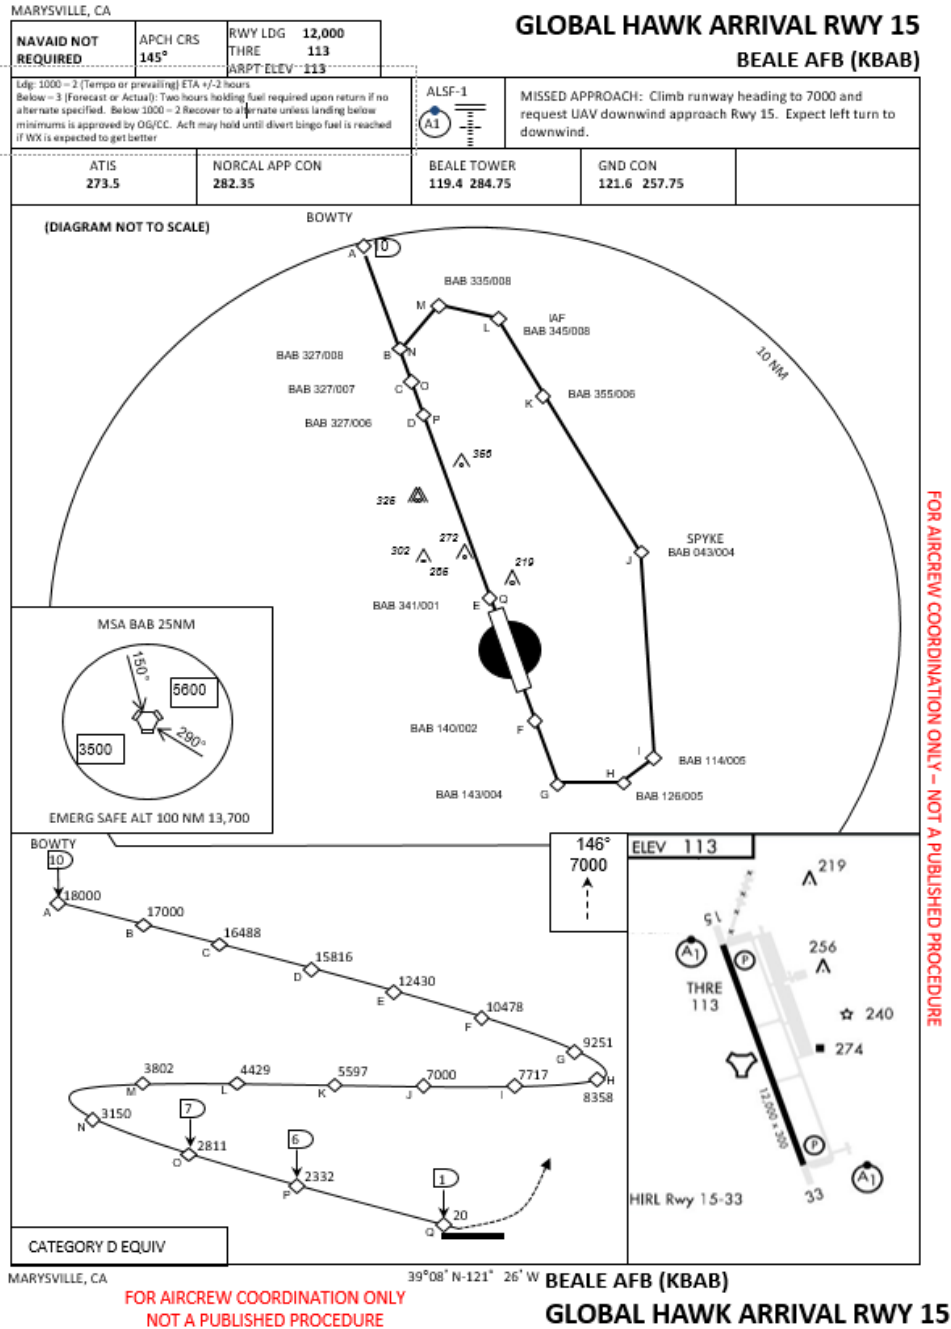 MARYSVILLE, CA
GLOBAL HAWK ARRIVAL RWY 15
BEALE AFB (KBAB)
NAVAID NOT
REQUIRED
APCH CRS
145°
RWY LDG 12,000
THRE 113
ARPT ELEV 113
Ldg: 1000 – 2 (Tempo or prevailing) ETA +/-2 hours
Below – 3 (Forecast or Actual): Two hours holding fuel required upon return if no
alternate specified. Below 1000 – 2 Recover to alternate unless landing below
minimums is approved by OG/CC. Acft may hold until divert bingo fuel is reached
if WX is expected to get better
ALSF-1
A1
MISSED APPROACH: Climb runway heading to 7000 and
request UAV downwind approach Rwy 15. Expect left turn to
downwind.
ATIS
273.5
NORCAL APP CON
282.35
BEALE TOWER
119.4 284.75
GND CON
121.6 257.75
(DIAGRAM NOT TO SCALE)
BOWTY
A
0
BAB 335/008
M
L
IAF
BAB 345/008
10 NM
BAB 327/008
B
N
BAB 327/007
C
O
BAB 327/006
D
P
K
BAB 355/006
366
326
302
272
266
219
SPYKE
BAB 043/004
J
BAB 341/001
E
Q
BAB 140/002
F
BAB 143/004
G
H
BAB 126/005
I
BAB 114/005
MSA BAB 25NM
150°
5600
290°
3500
EMERG SAFE ALT 100 NM 13,700
BOWTY
10
18000
A
17000
B
16488
C
15816
D
12430
E
10478
F
9251
G
H
8358
7717
I
7000
J
5597
K
4429
L
3802
M
3150
N
7
2811
O
6
2332
P
1
20
Q
146°
7000
ELEV 113
219
15
A1
P
THRE
113
256
240
274
12,000 x 300
P
A1
33
HIRL Rwy 15-33
CATEGORY D EQUIV
MARYSVILLE, CA
39°08' N-121° 26' W
BEALE AFB (KBAB)
GLOBAL HAWK ARRIVAL RWY 15
FOR AIRCREW COORDINATION ONLY
NOT A PUBLISHED PROCEDURE
FOR AIRCREW COORDINATION ONLY – NOT A PUBLISHED PROCEDURE